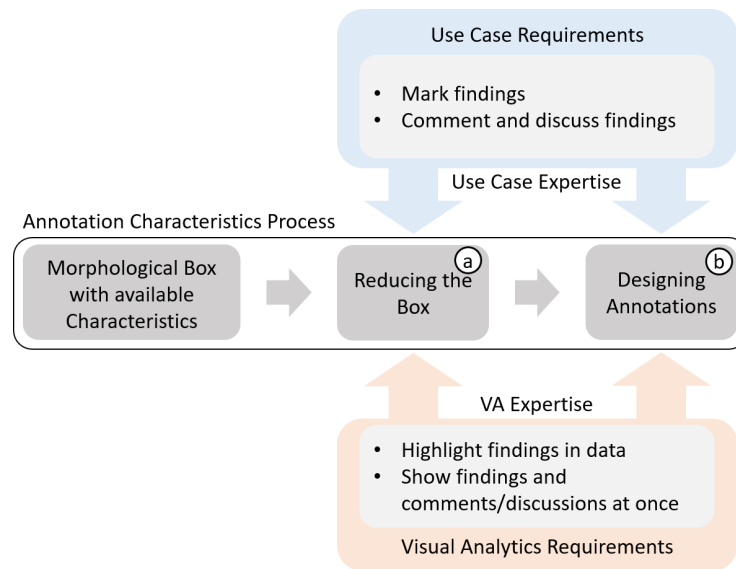 Use Case Requirements
• Mark findings
• Comment and discuss findings
Use Case Expertise
Annotation Characteristics Process
Morphological Box
with available
Characteristics
a
Reducing the
Box
b
Designing
Annotations
VA Expertise
• Highlight findings in data
• Show findings and
comments/discussions at once
Visual Analytics Requirements